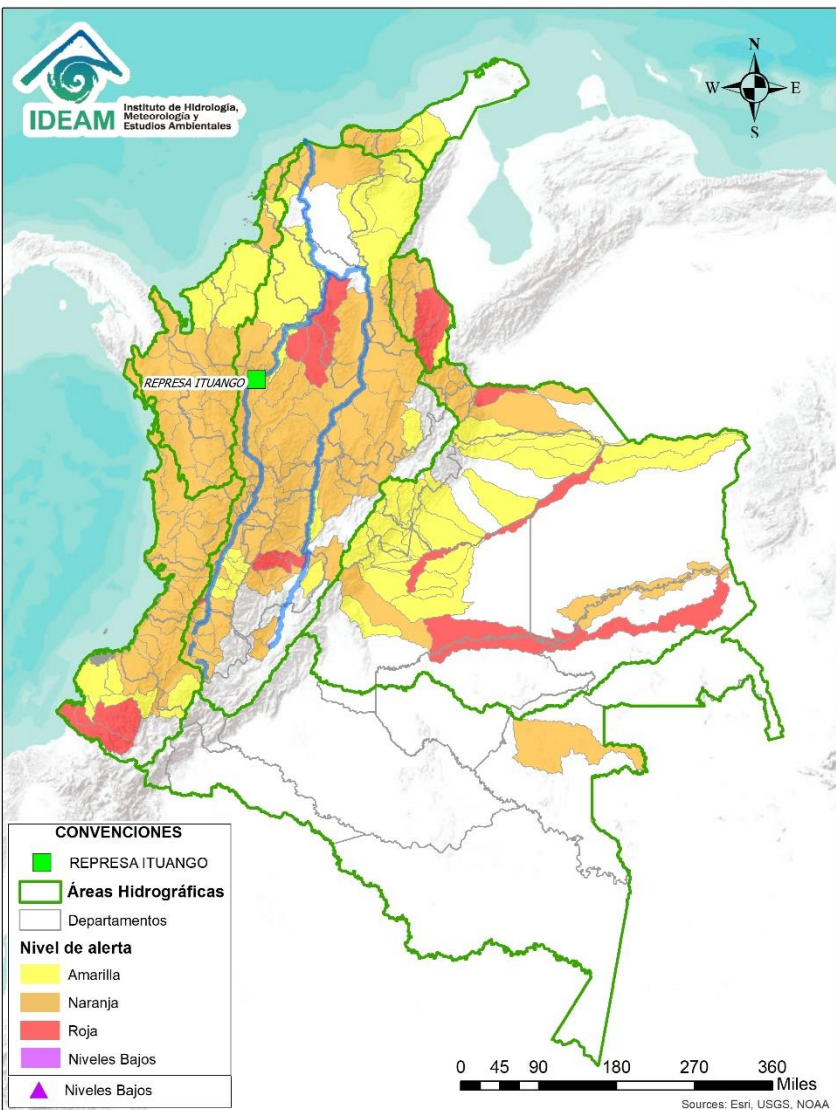 IDEAM
Instituto de Hidrología,
Meteorología y
Estudios Ambientales
N
W
E
S
REPRESA ITUANGO
CONVENCIONES
REPRESA ITUANGO
Áreas Hidrográficas
Departamentos
Nivel de alerta
Amarilla
Naranja
Roja
Niveles Bajos
Niveles Bajos
0 45 90 180 270 360
Miles
Sources: Esri, USGS, NOAA